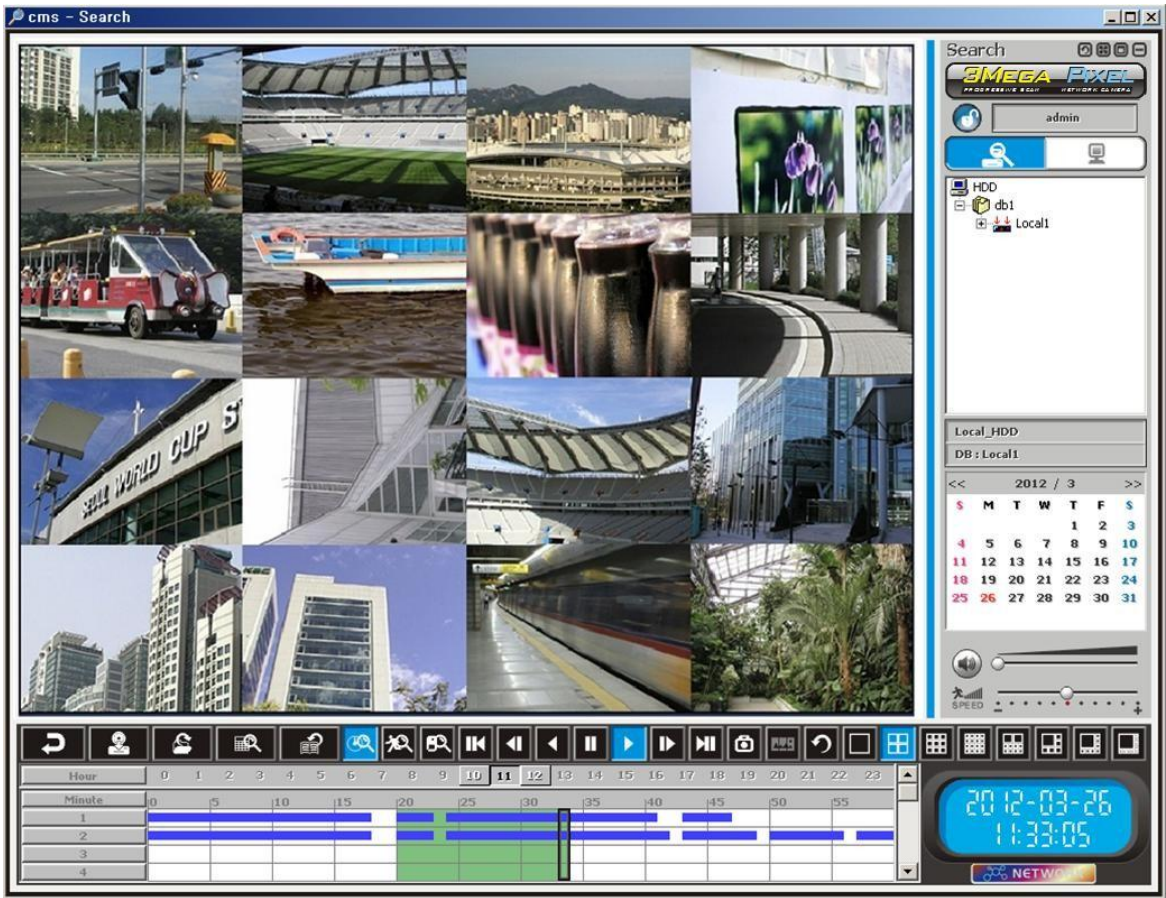 cms - Search
SEOUL WORLD CUP ST
Search
3MEGA PIXEL
PROGRESSIVE SCAN NETWORK CAMERA
admin
HDD
db1
Local1
Local_HDD
DB : Local1
<< 2012 / 3 >>
S M T W T F S
1 2 3
4 5 6 7 8 9 10
11 12 13 14 15 16 17
18 19 20 21 22 23 24
25 26 27 28 29 30 31
SPEED - +
Hour 0 1 2 3 4 5 6 7 8 9 10 11 12 13 14 15 16 17 18 19 20 21 22 23
Minute 0 5 10 15 20 25 30 35 40 45 50 55
1
2
3
4
2012-03-26
11:33:05
NETWORK